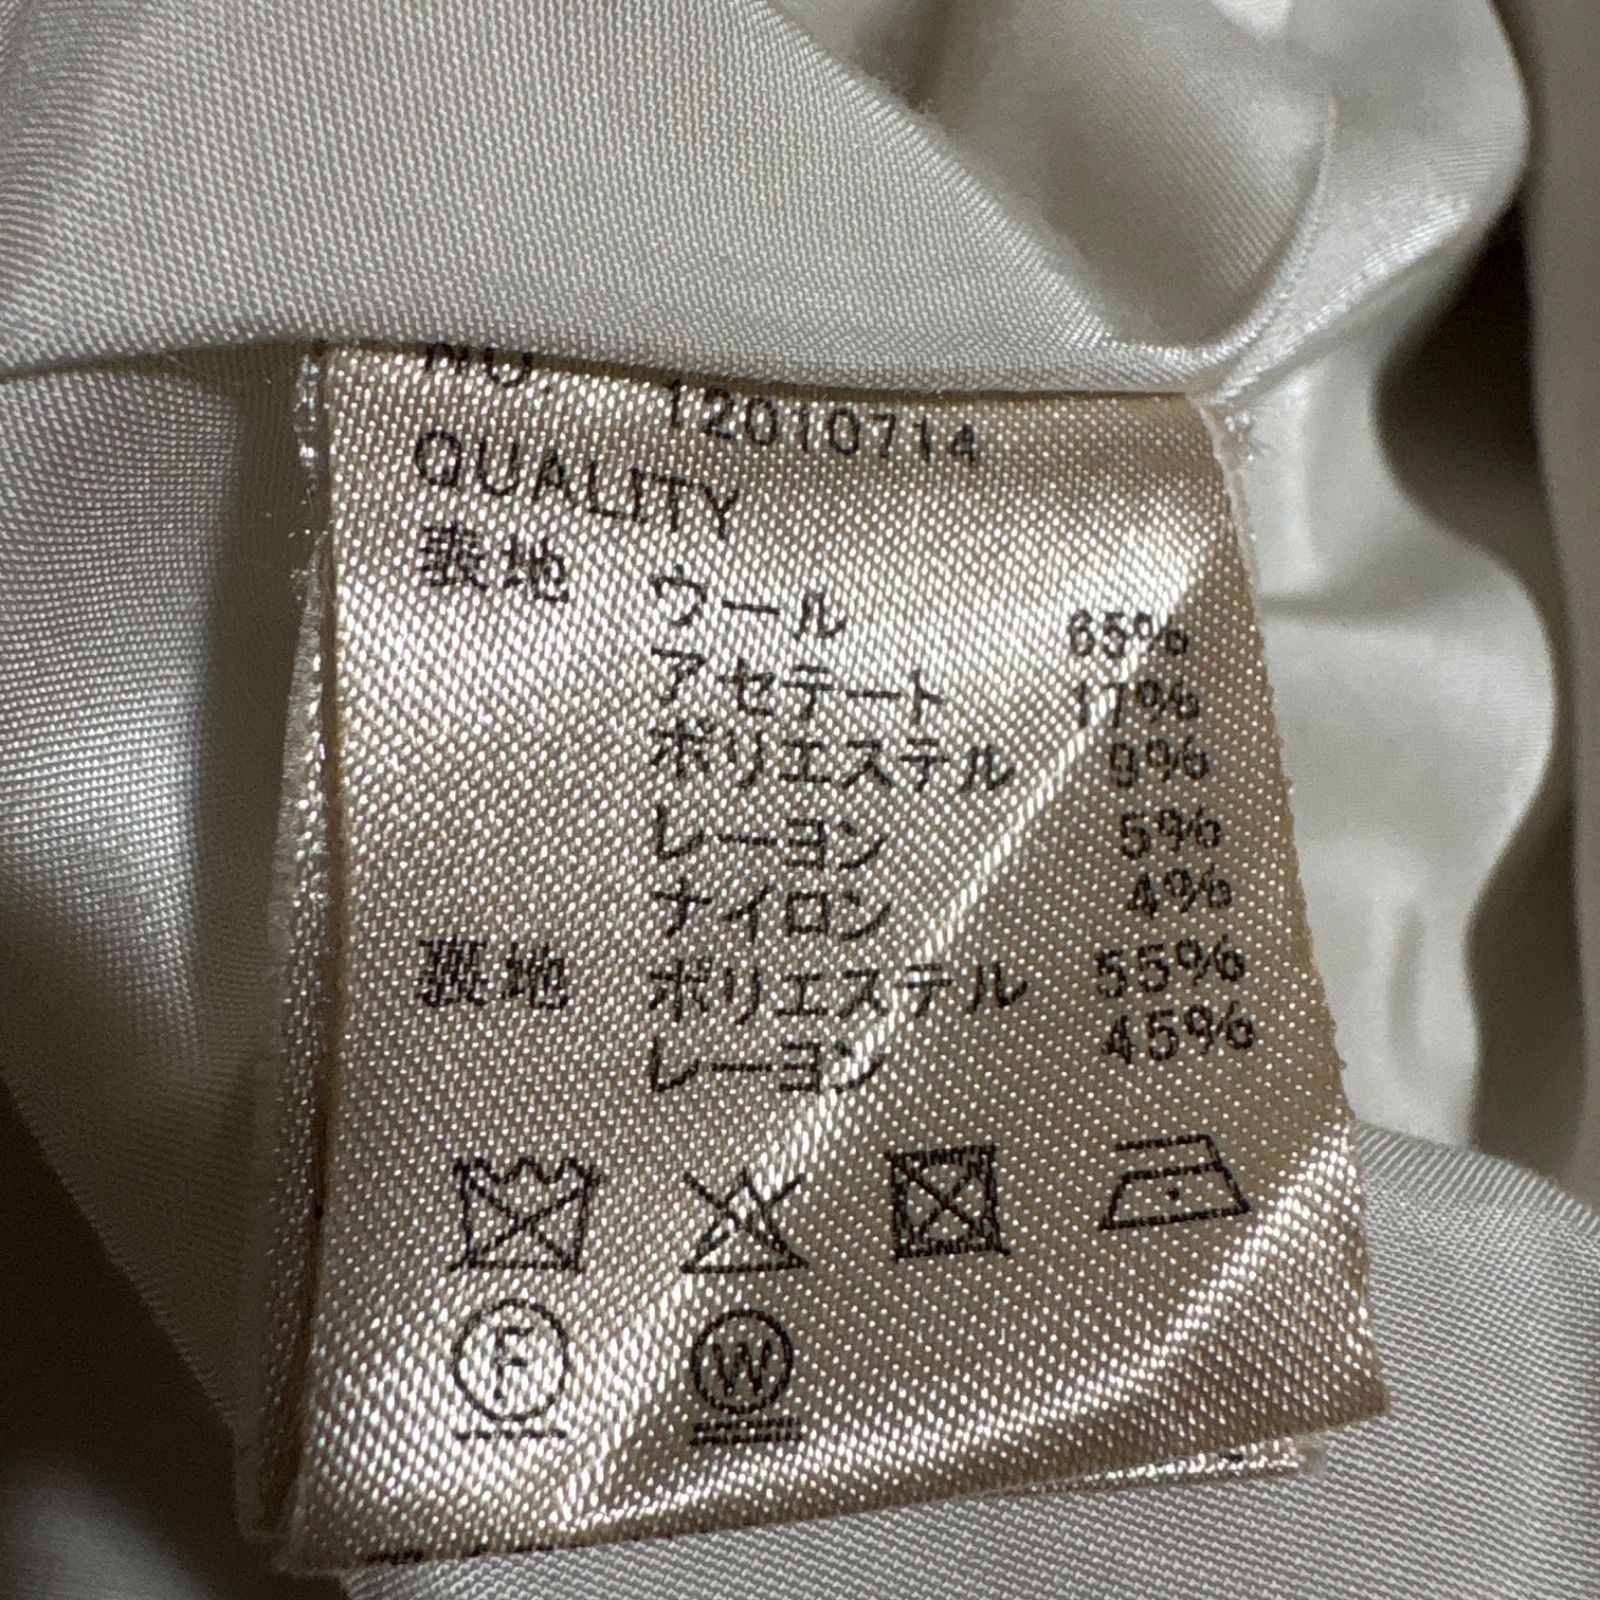 NO. 12010714
QUALITY
表地 ウール 65%
アセテート 17%
ポリエステル 9%
レーヨン 5%
ナイロン 4%
裏地 ポリエステル 55%
レーヨン 45%
F
W